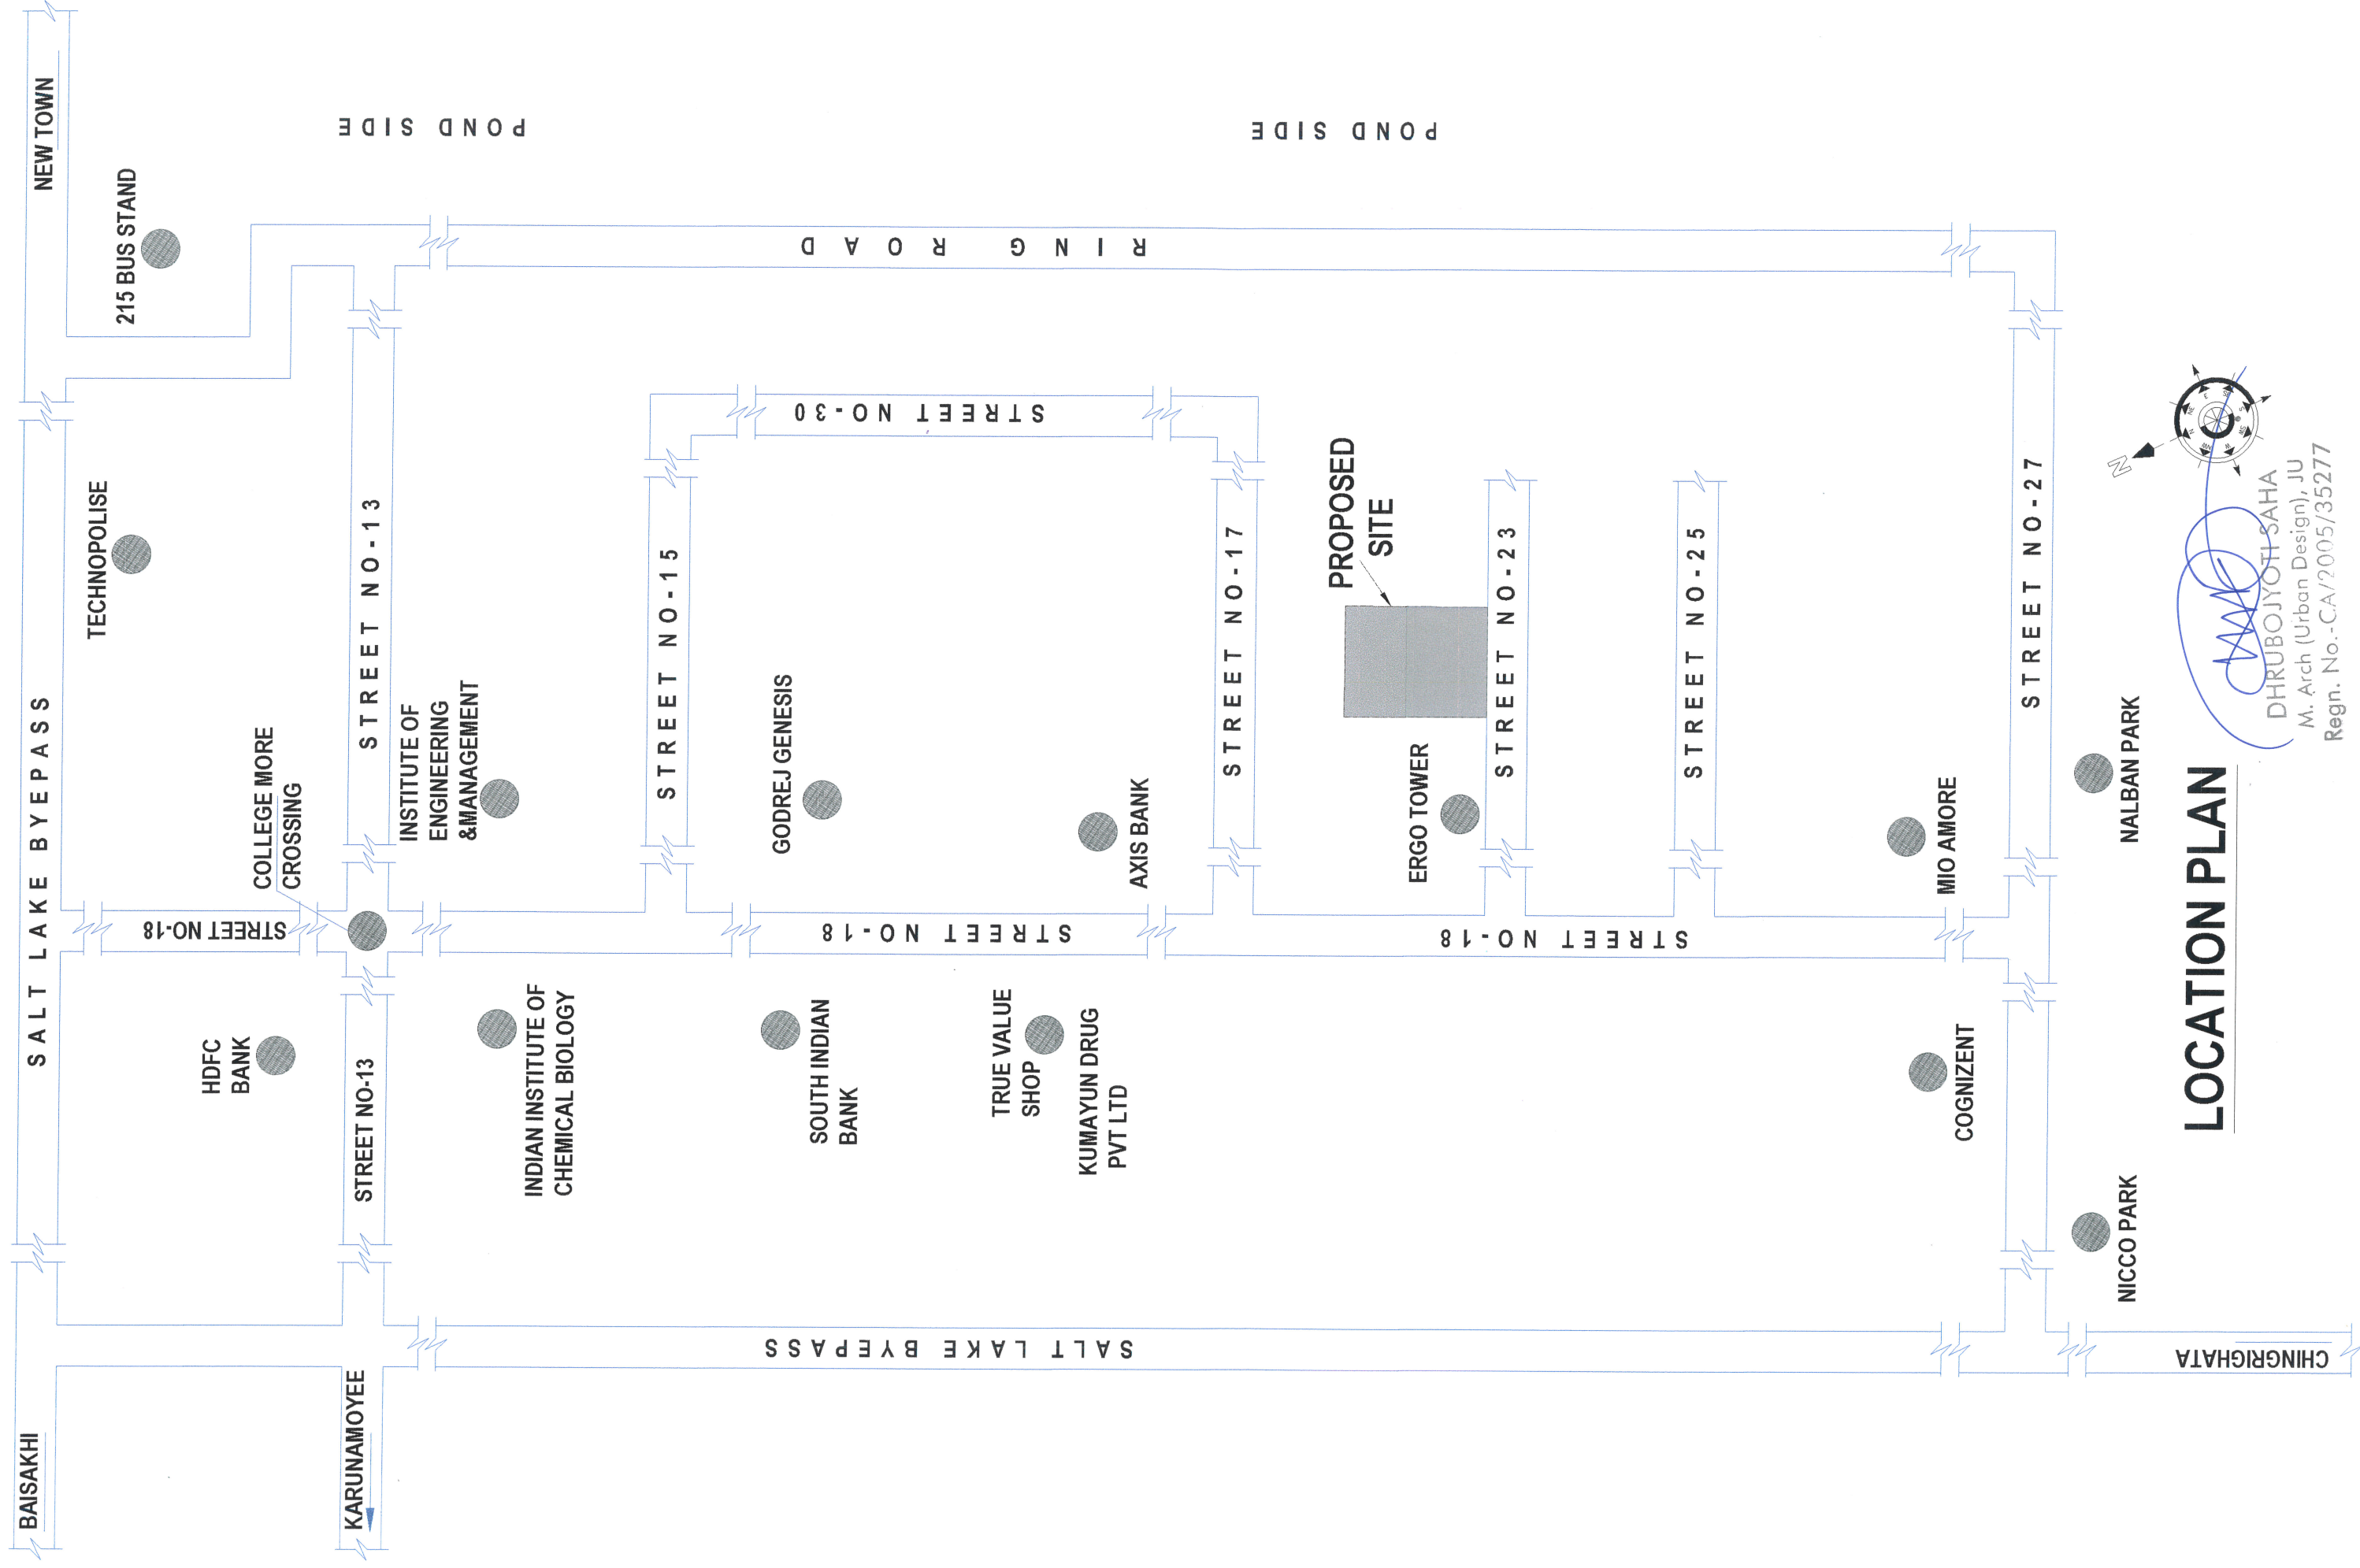 BAISAKHI
SALT LAKE BYEPASS
NEW TOWN
215 BUS STAND
TECHNOPOLISE
STREET NO-18
COLLEGE MORE
CROSSING
HDFC
BANK
KARUNAMOYEE
STREET NO-13
STREET NO-13
POND SIDE
INSTITUTE OF
ENGINEERING
&MANAGEMENT
INDIAN INSTITUTE OF
CHEMICAL BIOLOGY
STREET NO-15
GODREJ GENESIS
SOUTH INDIAN
BANK
STREET NO-18
STREET NO-30
RING ROAD
SALT LAKE BYEPASS
TRUE VALUE
SHOP
KUMAYUN DRUG
PVT LTD
AXIS BANK
STREET NO-17
POND SIDE
PROPOSED
SITE
ERGO TOWER
STREET NO-18
STREET NO-23
STREET NO-25
MIO AMORE
COGNIZENT
STREET NO-27
NICCO PARK
NALBAN PARK
CHINGRIGHATA
LOCATION PLAN
N
N
NE
E
SE
S
SW
W
NW
DHRUBOJYOTI SAHA
M. Arch (Urban Design), JU
Regn. No.-CA/2005/35277